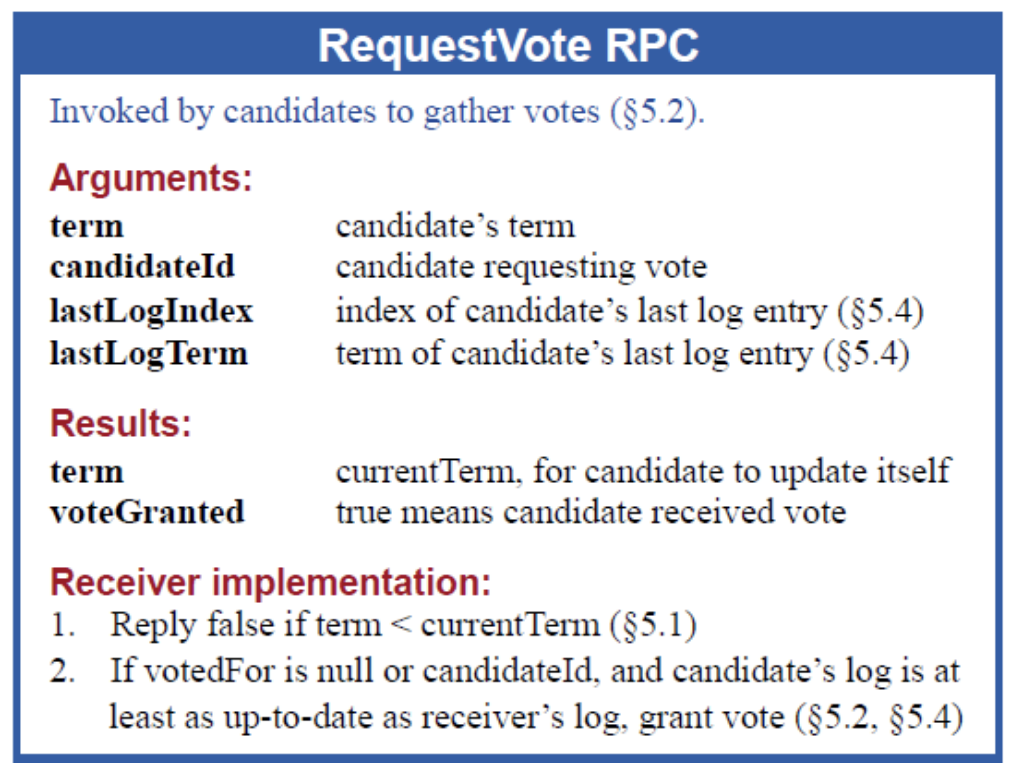 RequestVote RPC
Invoked by candidates to gather votes (§5.2).
Arguments:
term candidate’s term
candidateId candidate requesting vote
lastLogIndex index of candidate’s last log entry (§5.4)
lastLogTerm term of candidate’s last log entry (§5.4)
Results:
term currentTerm, for candidate to update itself
voteGranted true means candidate received vote
Receiver implementation:
1. Reply false if term < currentTerm (§5.1)
2. If votedFor is null or candidateId, and candidate’s log is at
least as up-to-date as receiver’s log, grant vote (§5.2, §5.4)